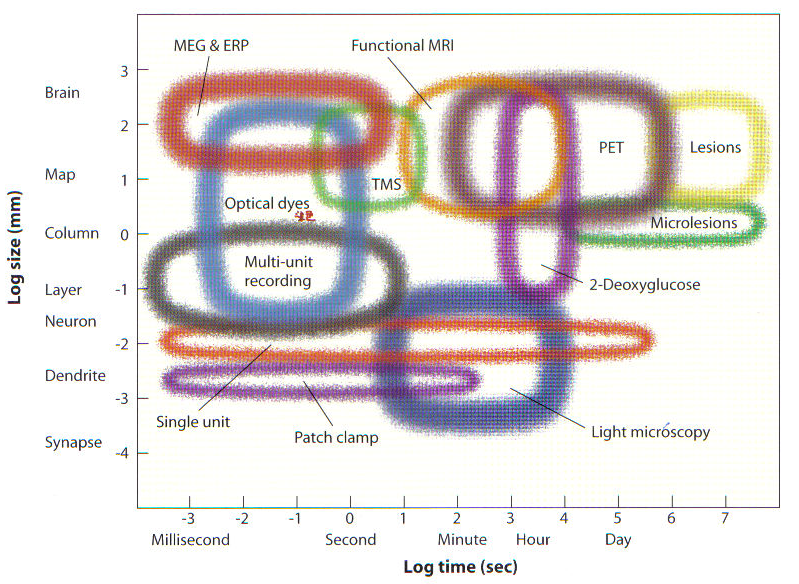 MEG & ERP
Functional MRI
3
Brain
2
PET
Lesions
Map
1
TMS
Optical dyes
Microlesions
Column
0
Multi-unit
recording
2-Deoxyglucose
Layer
-1
Neuron
-2
Dendrite
-3
Single unit
Patch clamp
Light microscopy
Synapse
-4
Log size (mm)
-3 -2 -1 0 1 2 3 4 5 6 7
Millisecond Second Minute Hour Day
Log time (sec)